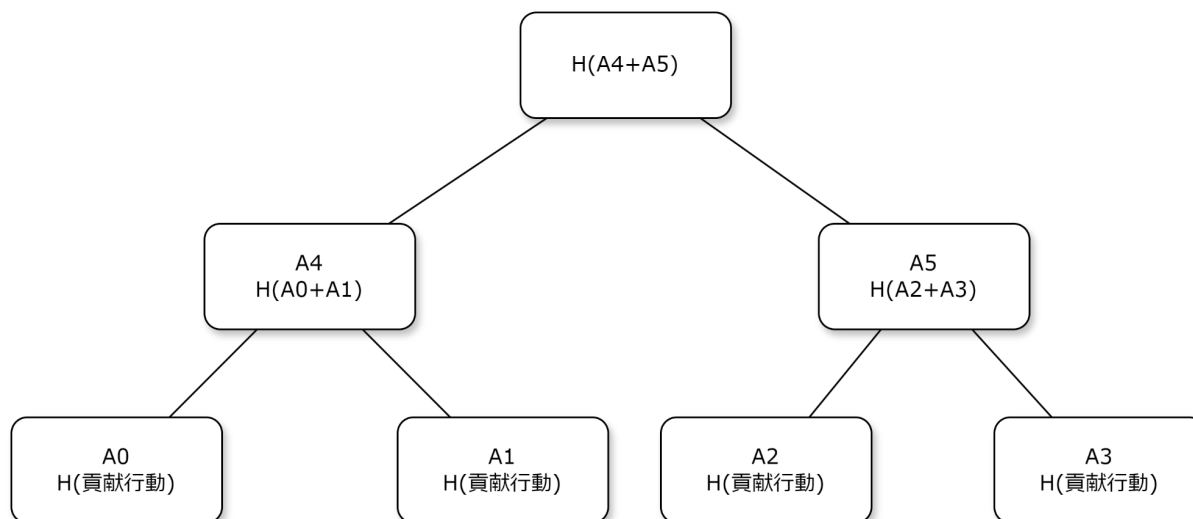 H(A4+A5)
A4
H(A0+A1)
A5
H(A2+A3)
A0
H(貢献行動)
A1
H(貢献行動)
A2
H(貢献行動)
A3
H(貢献行動)